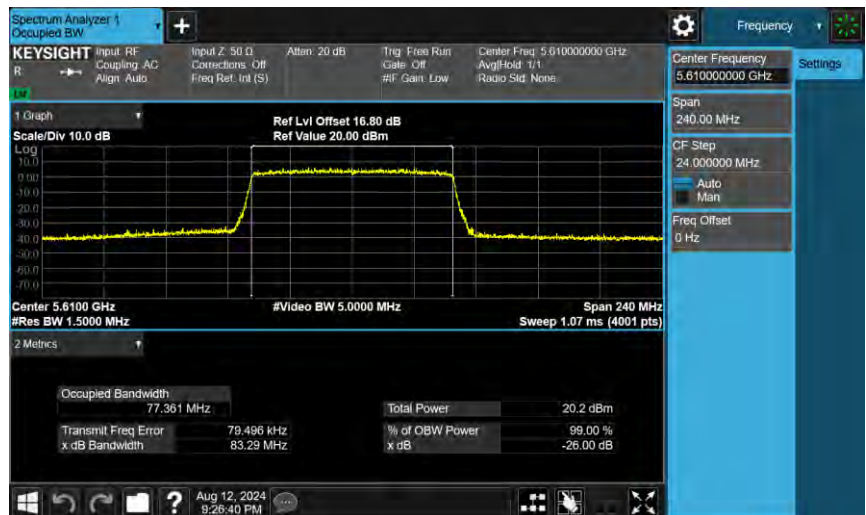 Spectrum Analyzer 1
Occupied BW
Frequency
KEYSIGHT
R
Input: RF
Coupling: AC
Align: Auto
Input Z: 50 Ω
Corrections: Off
Freq Ref: Int (S)
Atten: 20 dB
Trig: Free Run
Gate: Off
#IF Gain: Low
Center Freq: 5.610000000 GHz
Avg|Hold: 1/1
Radio Std: None
Center Frequency
5.610000000 GHz
Settings
Span
240.00 MHz
CF Step
24.000000 MHz
Auto
Man
Freq Offset
0 Hz
1 Graph
Scale/Div 10.0 dB
Ref Lvl Offset 16.80 dB
Ref Value 20.00 dBm
Log
10.0
0.00
-10.0
-20.0
-30.0
-40.0
-50.0
-60.0
-70.0
Center 5.6100 GHz
#Video BW 5.0000 MHz
Span 240 MHz
#Res BW 1.5000 MHz
Sweep 1.07 ms (4001 pts)
2 Metrics
Occupied Bandwidth
77.361 MHz
Total Power 20.2 dBm
Transmit Freq Error 79.496 kHz
% of OBW Power 99.00 %
x dB Bandwidth 83.29 MHz
x dB -26.00 dB
?
Aug 12, 2024
9:26:40 PM